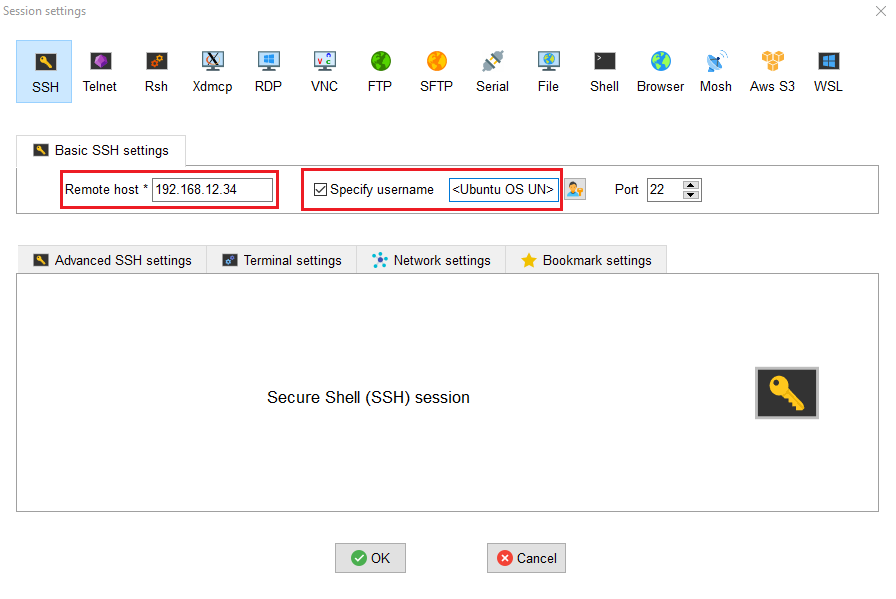 Session settings
SSH Telnet Rsh Xdmcp RDP VNC FTP SFTP Serial File Shell Browser Mosh Aws S3 WSL
Basic SSH settings
Remote host * 192.168.12.34 Specify username <Ubuntu OS UN> Port 22
Advanced SSH settings Terminal settings Network settings Bookmark settings
Secure Shell (SSH) session
OK Cancel